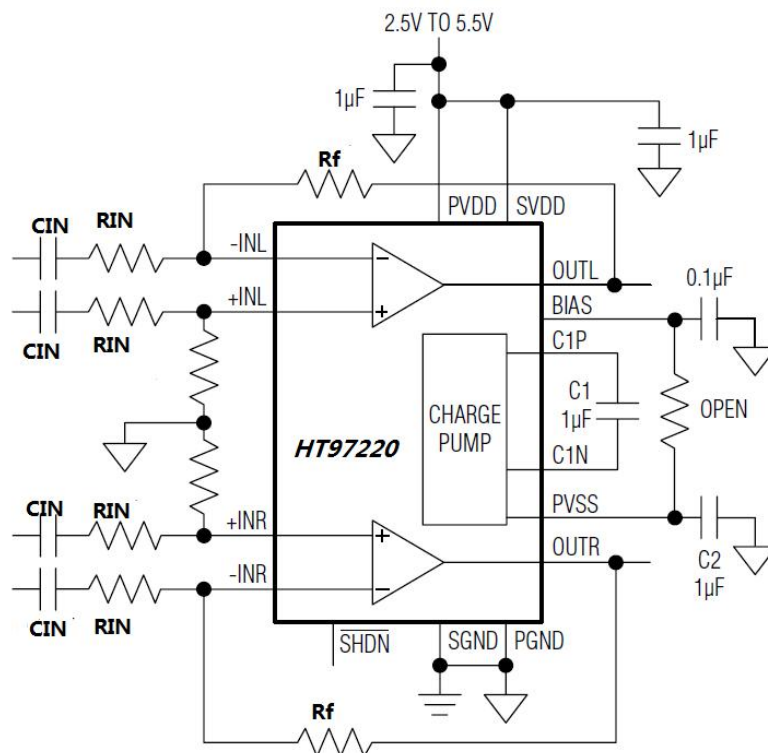 2.5V TO 5.5V
1µF
1µF
Rf
PVDD
SVDD
CIN
RIN
-INL
OUTL
0.1µF
+INL
BIAS
CIN
RIN
C1P
C1
1µF
OPEN
CHARGE
PUMP
HT97220
C1N
CIN
RIN
+INR
PVSS
OUTR
C2
1µF
-INR
CIN
RIN
SHDN
SGND
PGND
Rf